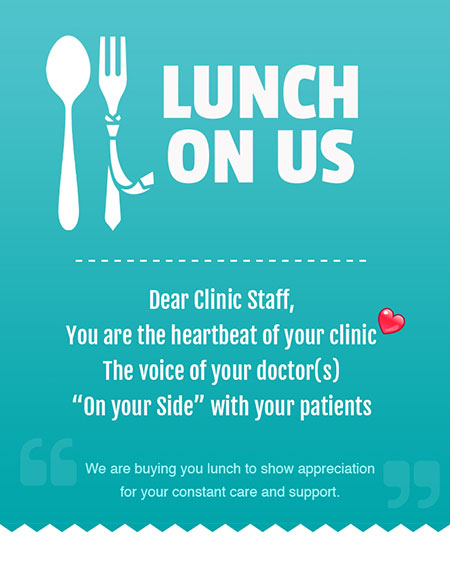 LUNCH
ON US
Dear Clinic Staff,
You are the heartbeat of your clinic
The voice of your doctor(s)
“On your Side” with your patients
We are buying you lunch to show appreciation
for your constant care and support.